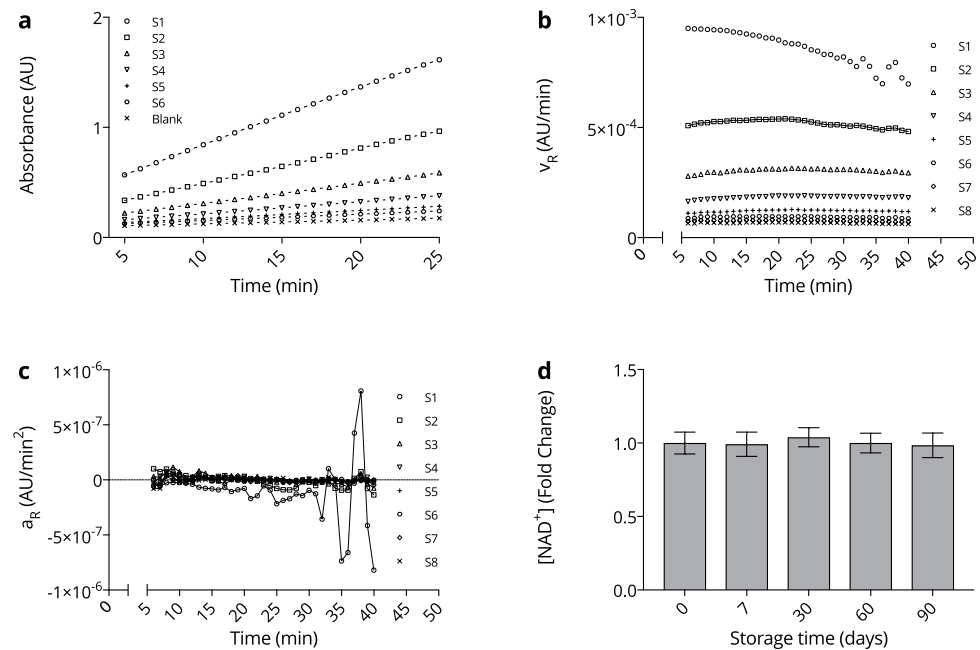 a
Absorbance (AU)
2
1
0
S1
S2
S3
S4
S5
S6
Blank
5
10
15
20
25
Time (min)
b
vR (AU/min)
1×10-3
5×10-4
0
S1
S2
S3
S4
S5
S6
S7
S8
0
5
10
15
20
25
30
35
40
45
50
Time (min)
c
aR (AU/min2)
1×10-6
5×10-7
0
-5×10-7
-1×10-6
S1
S2
S3
S4
S5
S6
S7
S8
0
5
10
15
20
25
30
35
40
45
50
Time (min)
d
[NAD+] (Fold Change)
1.5
1.0
0.5
0.0
0
7
30
60
90
Storage time (days)